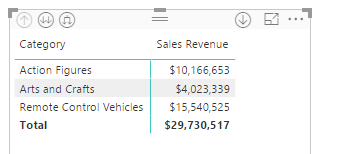 Category Sales Revenue
Action Figures $10,166,653
Arts and Crafts $4,023,339
Remote Control Vehicles $15,540,525
Total $29,730,517